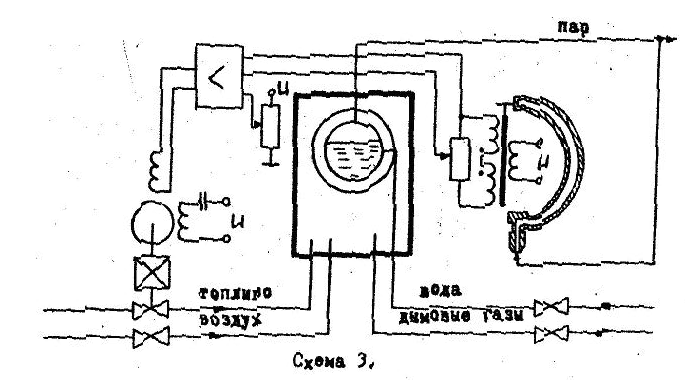 пар
и
и
и
топливо
воздух
вода
дымовые газы
Схема 3.